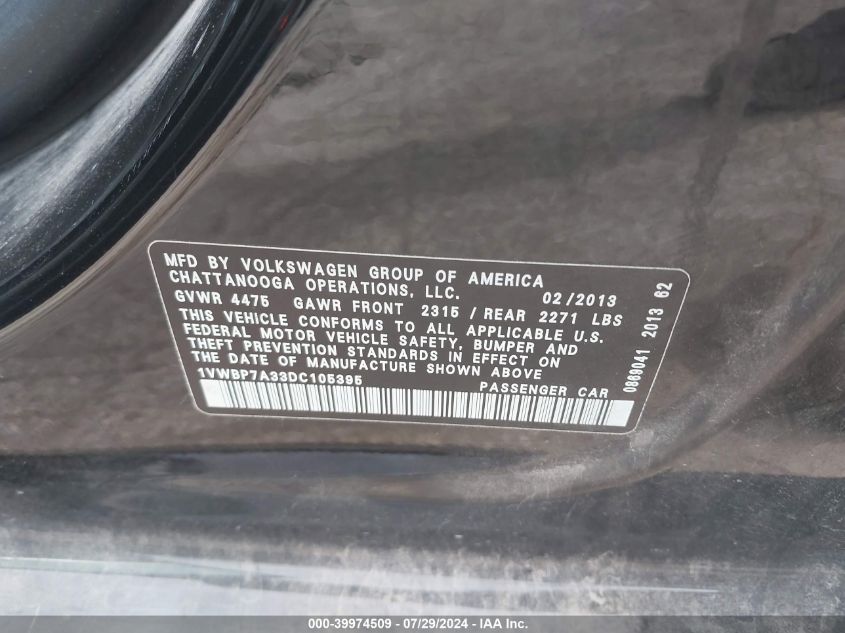 MFD BY VOLKSWAGEN GROUP OF AMERICA
CHATTANOOGA OPERATIONS, LLC. 02/2013
GVWR 4475 GAWR FRONT 2315 / REAR 2271 LBS
THIS VEHICLE CONFORMS TO ALL APPLICABLE U.S.
FEDERAL MOTOR VEHICLE SAFETY, BUMPER AND
THEFT PREVENTION STANDARDS IN EFFECT ON
THE DATE OF MANUFACTURE SHOWN ABOVE
1VWBP7A33DC105395 PASSENGER CAR
0869041 2013 62
000-39974509 - 07/29/2024 - IAA Inc.